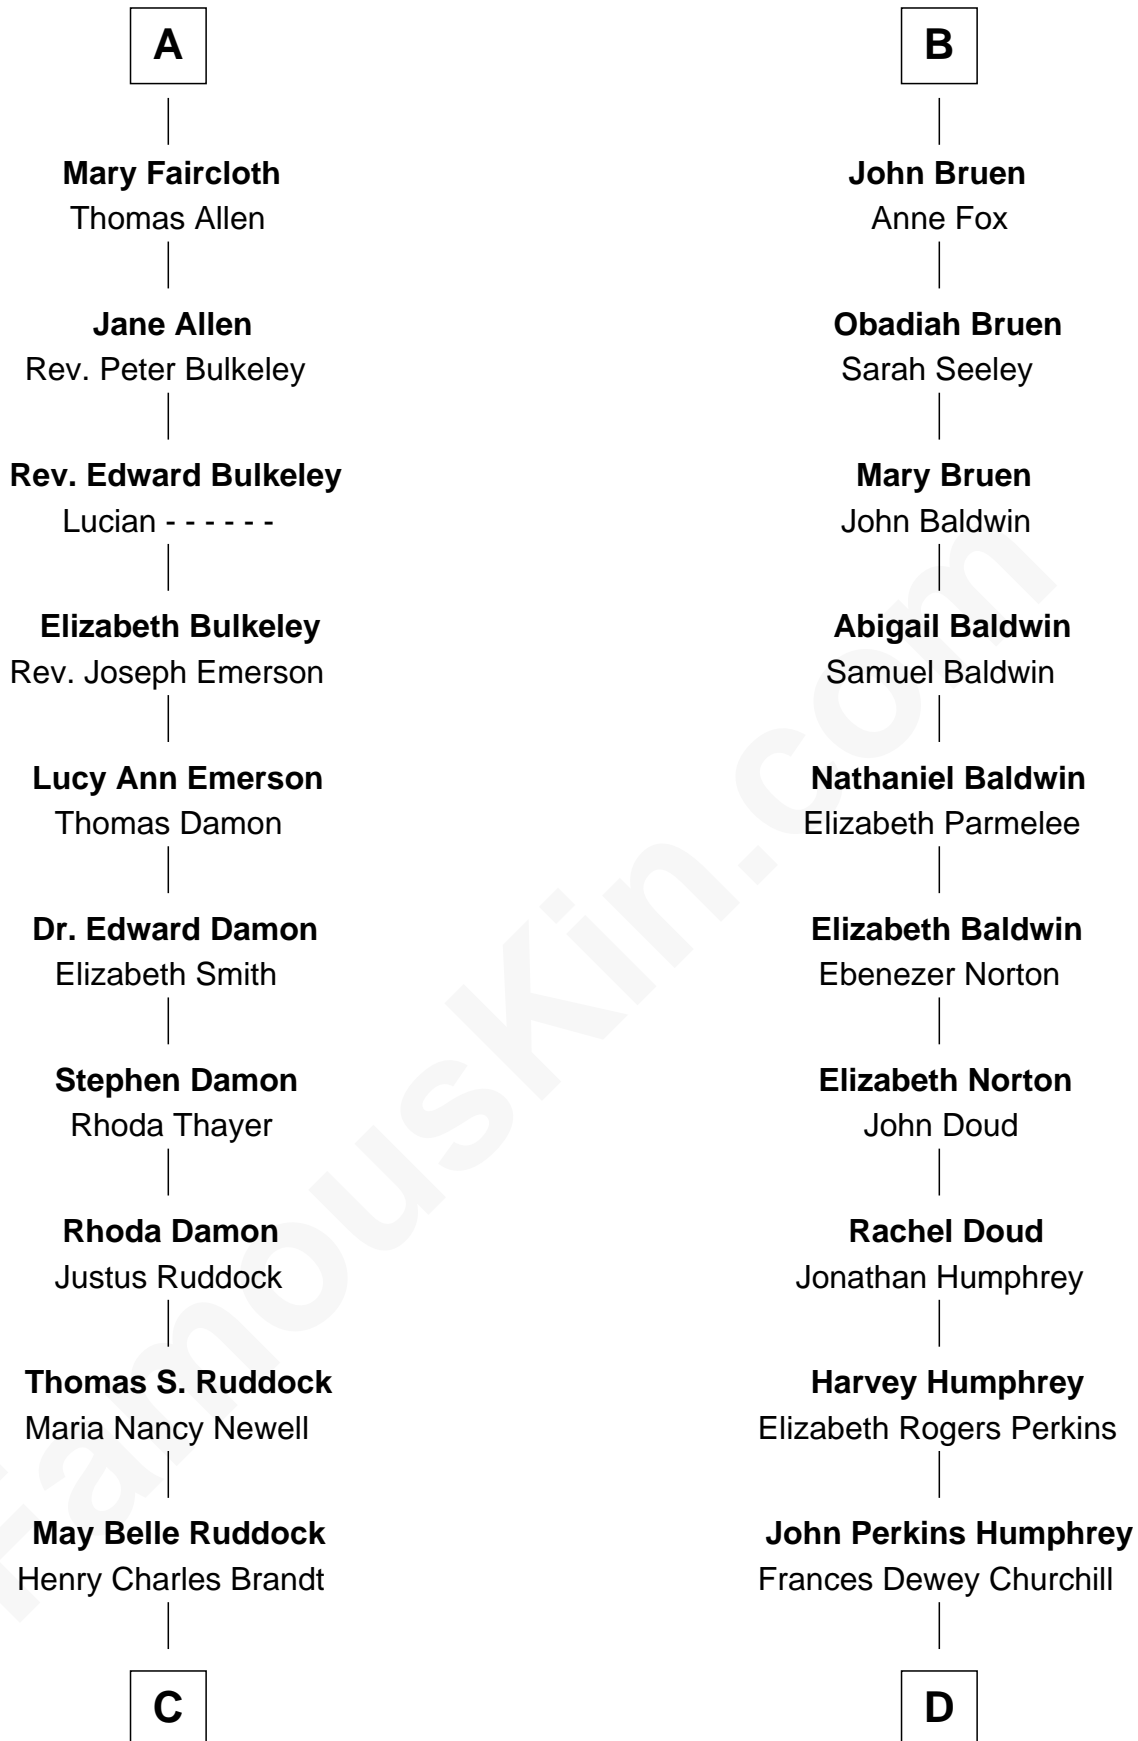 A
Mary Faircloth
Thomas Allen
Jane Allen
Rev. Peter Bulkeley
Rev. Edward Bulkeley
Lucian - - - - - -
Elizabeth Bulkeley
Rev. Joseph Emerson
Lucy Ann Emerson
Thomas Damon
Dr. Edward Damon
Elizabeth Smith
Stephen Damon
Rhoda Thayer
Rhoda Damon
Justus Ruddock
Thomas S. Ruddock
Maria Nancy Newell
May Belle Ruddock
Henry Charles Brandt
C
B
John Bruen
Anne Fox
Obadiah Bruen
Sarah Seeley
Mary Bruen
John Baldwin
Abigail Baldwin
Samuel Baldwin
Nathaniel Baldwin
Elizabeth Parmelee
Elizabeth Baldwin
Ebenezer Norton
Elizabeth Norton
John Doud
Rachel Doud
Jonathan Humphrey
Harvey Humphrey
Elizabeth Rogers Perkins
John Perkins Humphrey
Frances Dewey Churchill
D
FamousKin.com